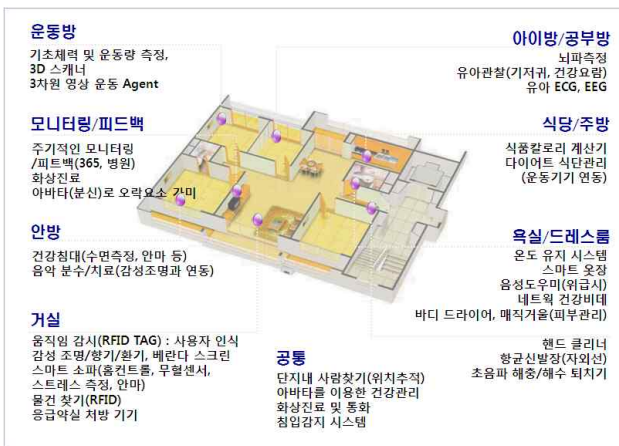 운동방
기초체력 및 운동량 측정,
3D 스캐너
3차원 영상 운동 Agent
모니터링/피드백
주기적인 모니터링
/피트백(365, 병원)
화상진료
아바타(분신)로 오락요소 가미
안방
건강침대(수면측정, 안마 등)
음악 분수/치료(감성조명과 연동)
거실
움직임 감시(RFID TAG) : 사용자 인식
감성 조명/향기/환기, 베란다 스크린
스마트 소파(홈컨트롤, 무혈센서,
스트레스 측정, 안마)
물건 찾기(RFID)
응급약실 처방 기기
공통
단지내 사람찾기(위치추적)
아바타를 이용한 건강관리
화상진료 및 통화
침입감지 시스템
아이방/공부방
뇌파측정
유아관찰(기저귀, 건강요람)
유아 ECG, EEG
식당/주방
식품칼로리 계산기
다이어트 식단관리
(운동기기 연동)
욕실/드레스룸
온도 유지 시스템
스마트 옷장
음성도우미(위급시)
네트웍 건강비데
바디 드라이어, 매직거울(피부관리)
핸드 클리너
항균신발장(자외선)
초음파 해충/해수 퇴치기